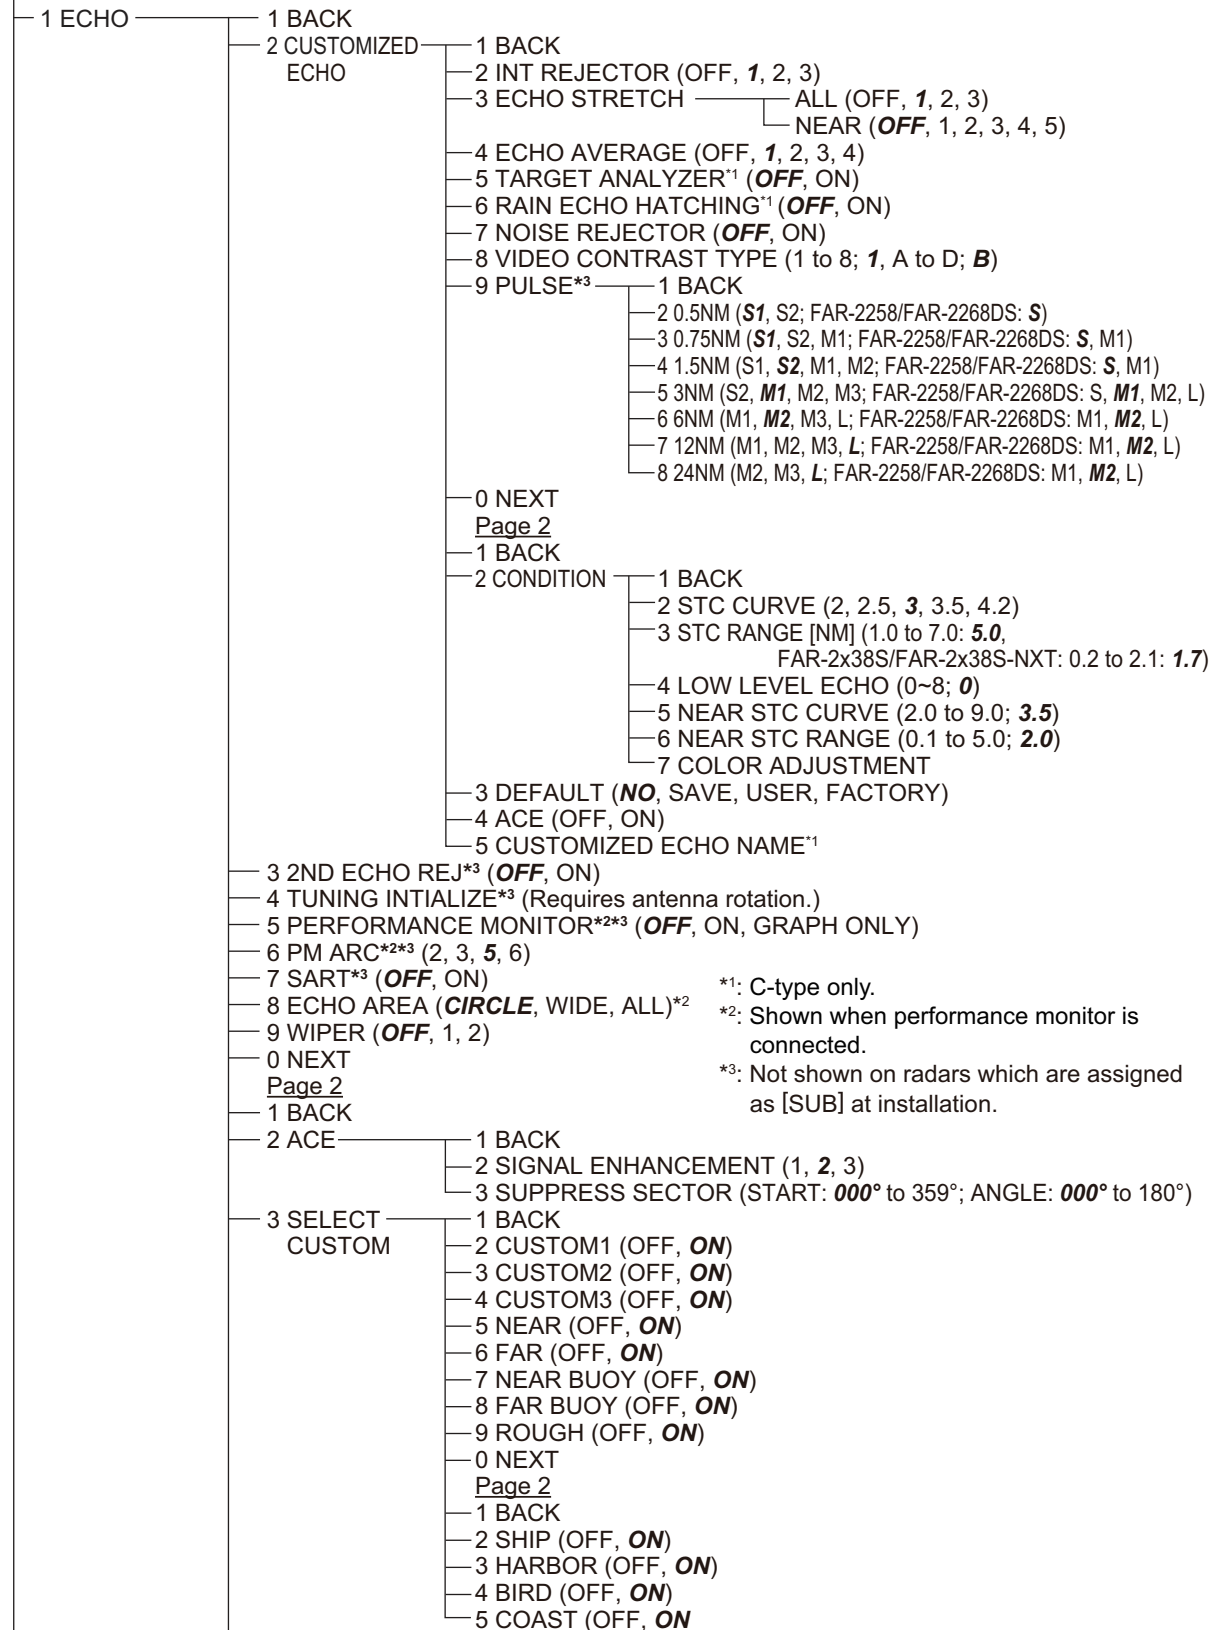 1 ECHO
1 BACK
2 CUSTOMIZED
ECHO
1 BACK
2 INT REJECTOR (OFF, 1, 2, 3)
3 ECHO STRETCH
ALL (OFF, 1, 2, 3)
NEAR (OFF, 1, 2, 3, 4, 5)
4 ECHO AVERAGE (OFF, 1, 2, 3, 4)
5 TARGET ANALYZER*1 (OFF, ON)
6 RAIN ECHO HATCHING*1 (OFF, ON)
7 NOISE REJECTOR (OFF, ON)
8 VIDEO CONTRAST TYPE (1 to 8; 1, A to D; B)
9 PULSE*3
1 BACK
2 0.5NM (S1, S2; FAR-2258/FAR-2268DS: S)
3 0.75NM (S1, S2, M1; FAR-2258/FAR-2268DS: S, M1)
4 1.5NM (S1, S2, M1, M2; FAR-2258/FAR-2268DS: S, M1)
5 3NM (S2, M1, M2, M3; FAR-2258/FAR-2268DS: S, M1, M2, L)
6 6NM (M1, M2, M3, L; FAR-2258/FAR-2268DS: M1, M2, L)
7 12NM (M1, M2, M3, L; FAR-2258/FAR-2268DS: M1, M2, L)
8 24NM (M2, M3, L; FAR-2258/FAR-2268DS: M1, M2, L)
0 NEXT
Page 2
1 BACK
2 CONDITION
1 BACK
2 STC CURVE (2, 2.5, 3, 3.5, 4.2)
3 STC RANGE [NM] (1.0 to 7.0: 5.0,
FAR-2x38S/FAR-2x38S-NXT: 0.2 to 2.1: 1.7)
4 LOW LEVEL ECHO (0~8; 0)
5 NEAR STC CURVE (2.0 to 9.0; 3.5)
6 NEAR STC RANGE (0.1 to 5.0; 2.0)
7 COLOR ADJUSTMENT
3 DEFAULT (NO, SAVE, USER, FACTORY)
4 ACE (OFF, ON)
5 CUSTOMIZED ECHO NAME*1
3 2ND ECHO REJ*3 (OFF, ON)
4 TUNING INTIALIZE*3 (Requires antenna rotation.)
5 PERFORMANCE MONITOR*2*3 (OFF, ON, GRAPH ONLY)
6 PM ARC*2*3 (2, 3, 5, 6)
7 SART*3 (OFF, ON)
8 ECHO AREA (CIRCLE, WIDE, ALL)*2
9 WIPER (OFF, 1, 2)
0 NEXT
*1: C-type only.
*2: Shown when performance monitor is
connected.
*3: Not shown on radars which are assigned
as [SUB] at installation.
Page 2
1 BACK
2 ACE
1 BACK
2 SIGNAL ENHANCEMENT (1, 2, 3)
3 SUPPRESS SECTOR (START: 000° to 359°; ANGLE: 000° to 180°)
3 SELECT
CUSTOM
1 BACK
2 CUSTOM1 (OFF, ON)
3 CUSTOM2 (OFF, ON)
4 CUSTOM3 (OFF, ON)
5 NEAR (OFF, ON)
6 FAR (OFF, ON)
7 NEAR BUOY (OFF, ON)
8 FAR BUOY (OFF, ON)
9 ROUGH (OFF, ON)
0 NEXT
Page 2
1 BACK
2 SHIP (OFF, ON)
3 HARBOR (OFF, ON)
4 BIRD (OFF, ON)
5 COAST (OFF, ON